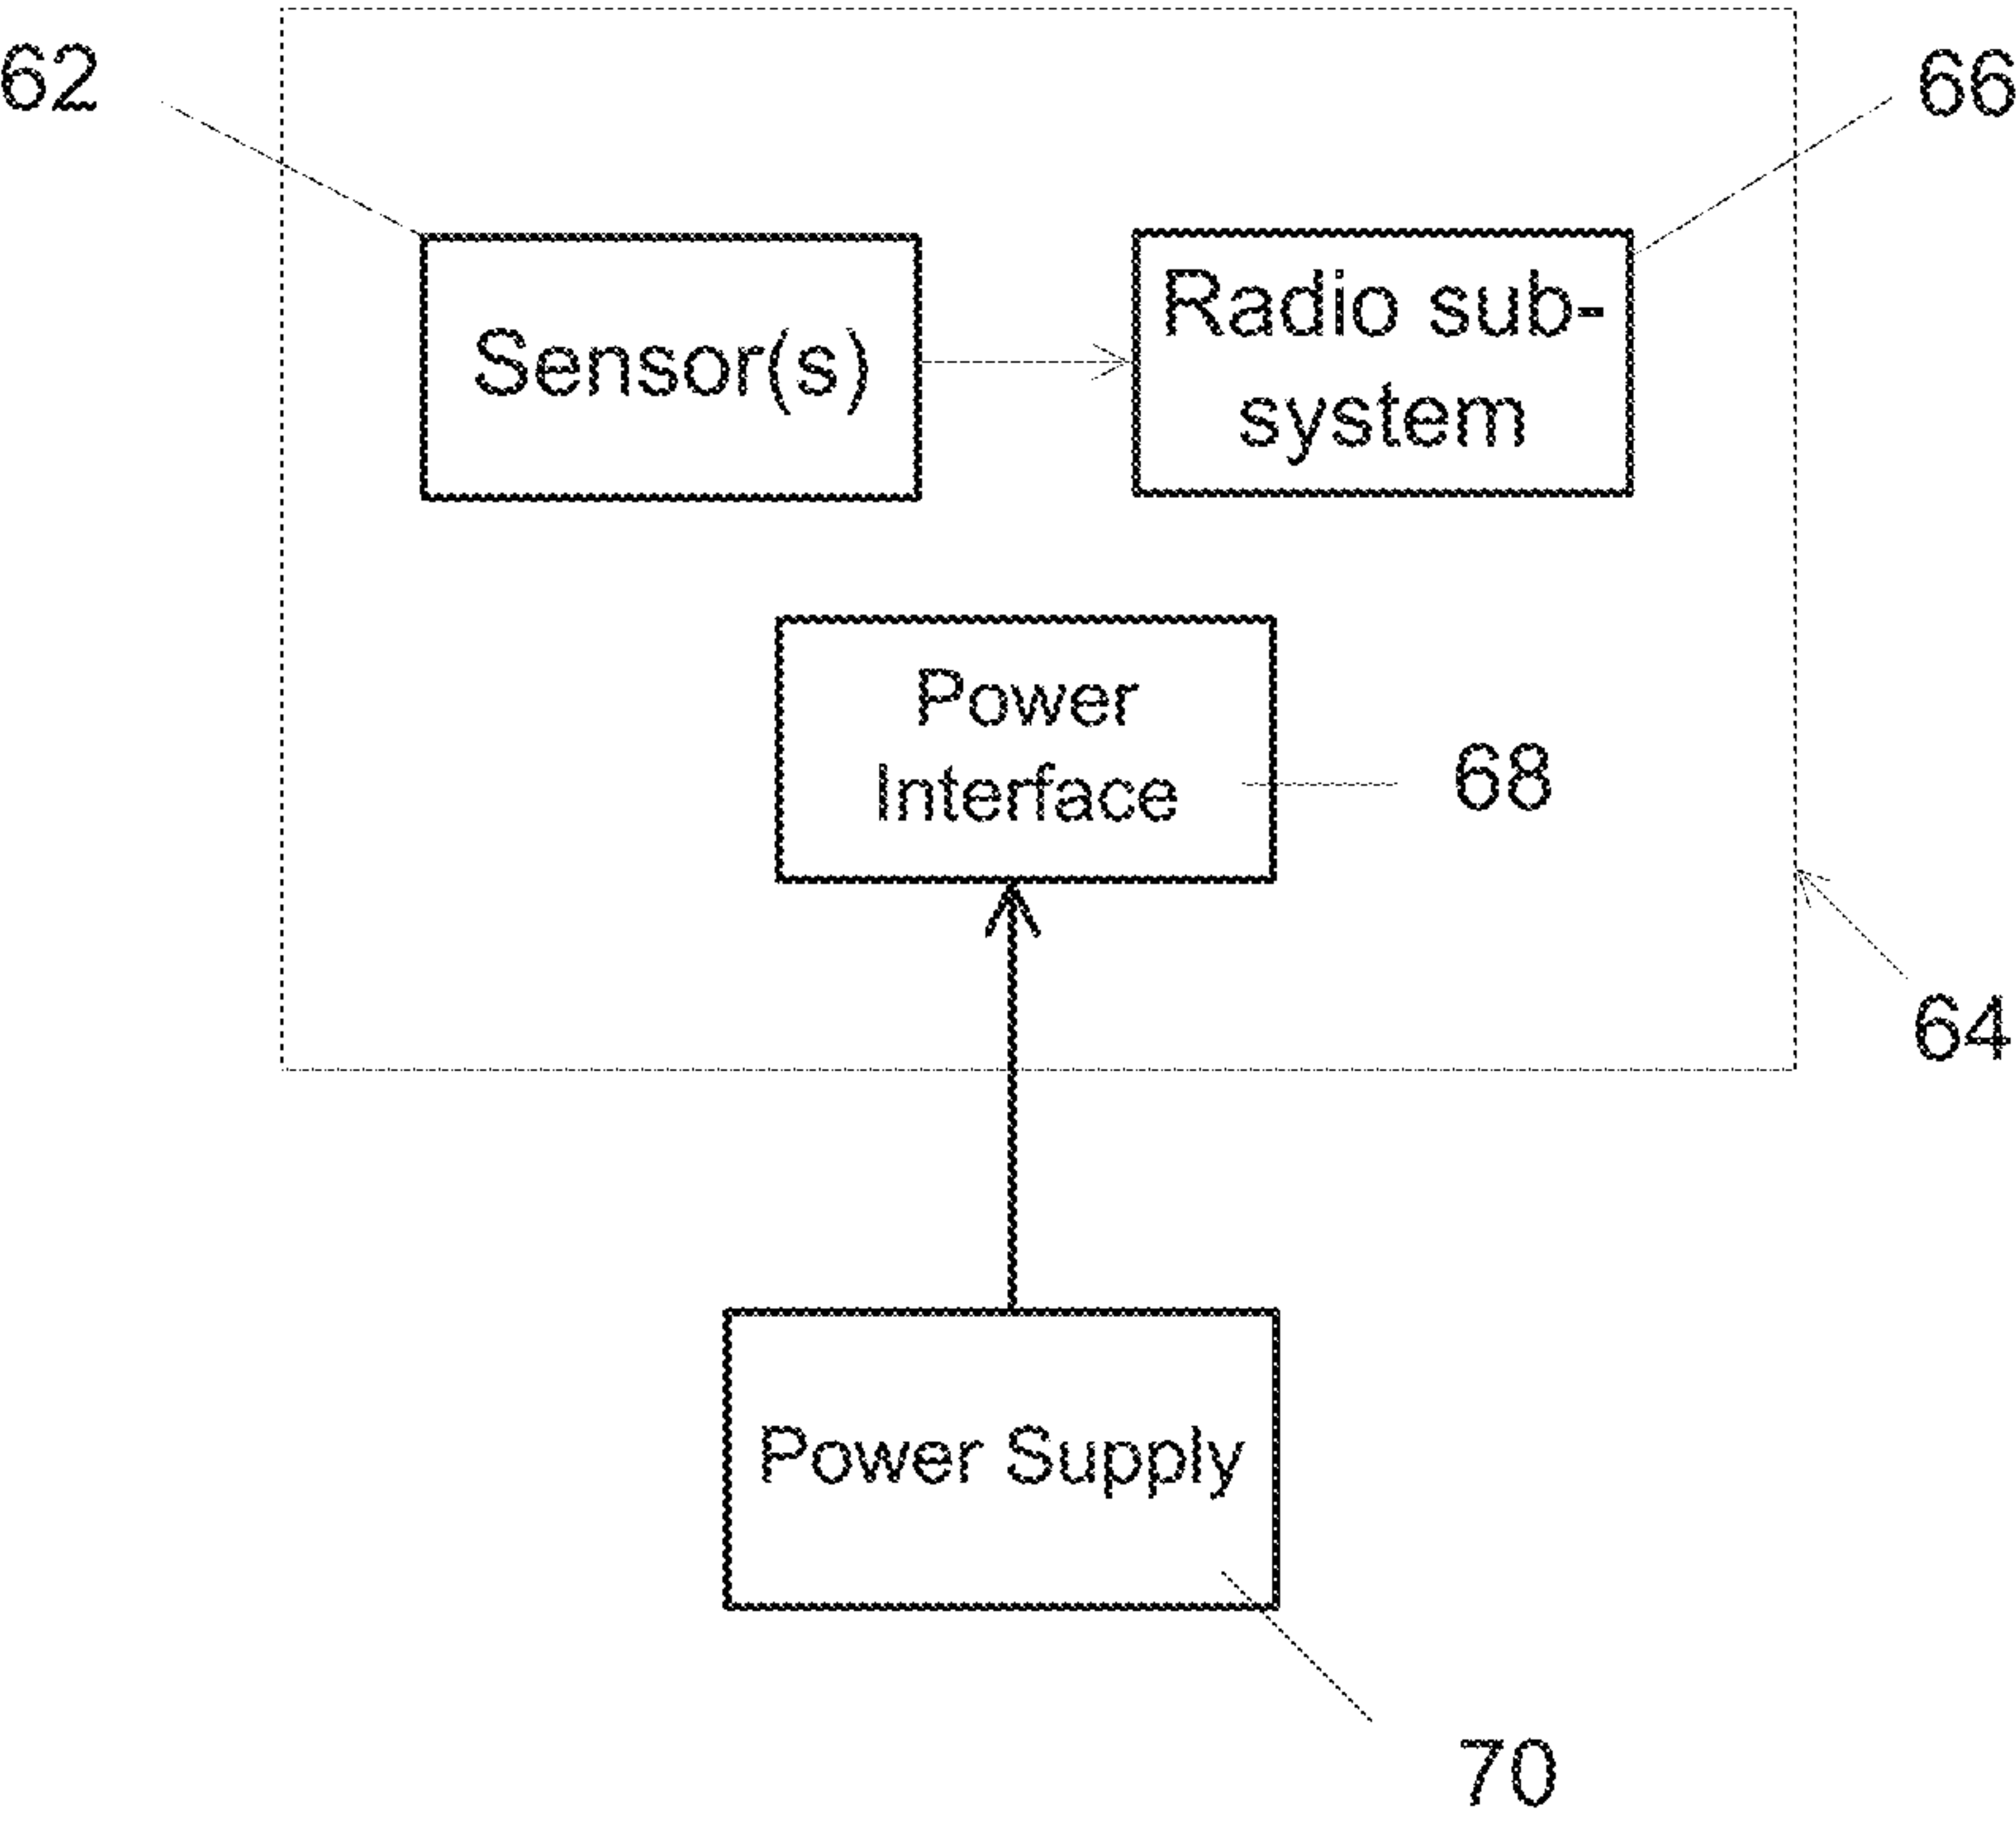 62
66
Sensor(s)
Radio sub-
system
Power
Interface
68
64
Power Supply
70